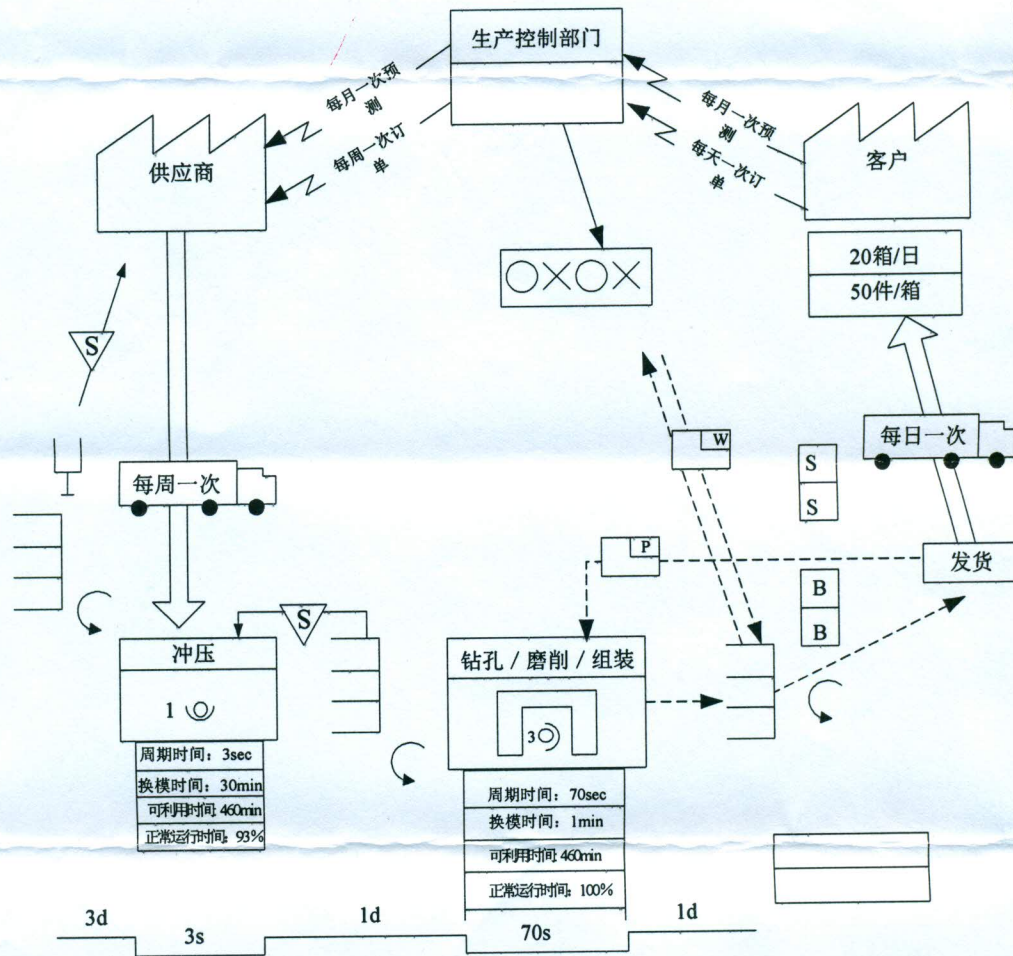 生产控制部门
每月一次预
测
每周一次订
单
每月一次预
测
每天一次订
单
供应商
客户
20箱/日
50件/箱
S
W
每日一次
S
S
每周一次
P
发货
B
B
S
冲压
钻孔 / 磨削 / 组装
1
3
周期时间：3sec
换模时间：30min
可利用时间:460min
正常运行时间：93%
周期时间：70sec
换模时间：1min
可利用时间:460min
正常运行时间：100%
3d
3s
1d
70s
1d